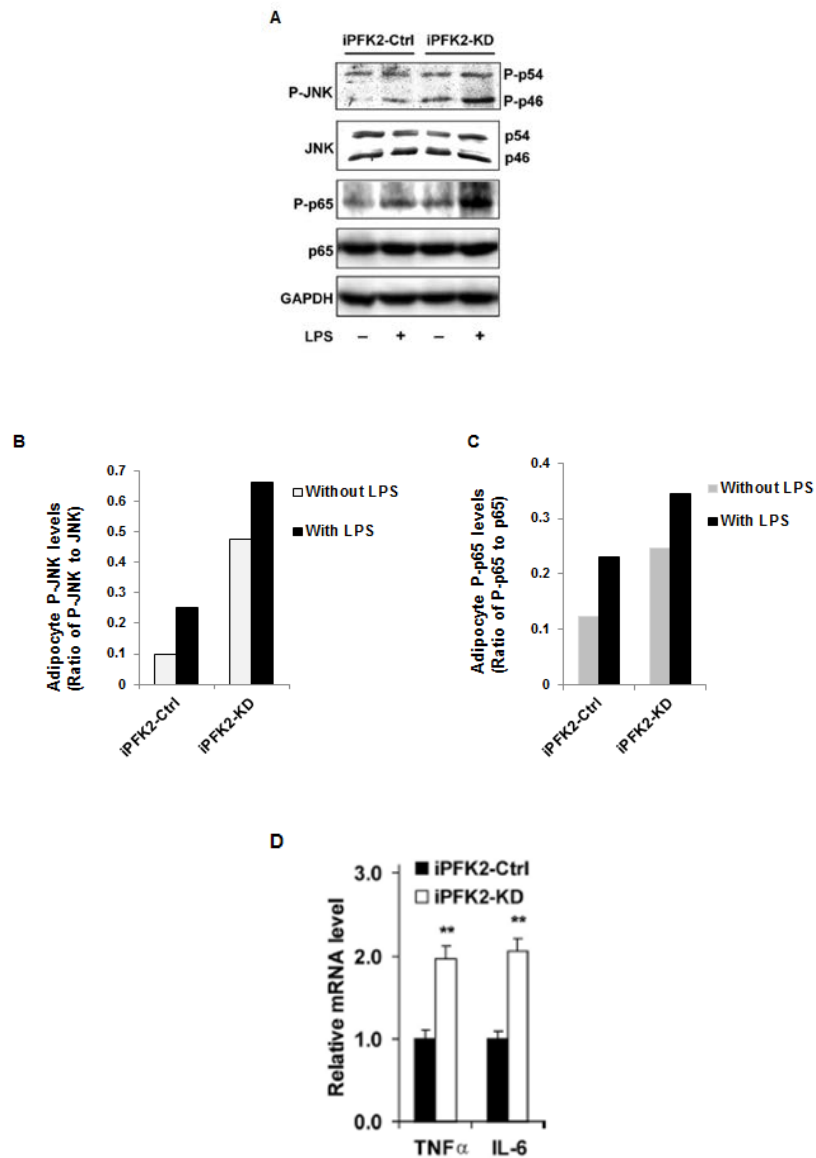 A
iPFK2-Ctrl iPFK2-KD
P-JNK
P-p54
P-p46
JNK
p54
p46
P-p65
p65
GAPDH
LPS – + – +
B
Adipocyte P-JNK levels
(Ratio of P-JNK to JNK)
0.7
0.6
0.5
0.4
0.3
0.2
0.1
0
iPFK2-Ctrl
iPFK2-KD
Without LPS
With LPS
C
Adipocyte P-p65 levels
(Ratio of P-p65 to p65)
0.4
0.3
0.2
0.1
0
iPFK2-Ctrl
iPFK2-KD
Without LPS
With LPS
D
Relative mRNA level
3.0
2.0
1.0
0.0
iPFK2-Ctrl
iPFK2-KD
**
**
TNFα IL-6